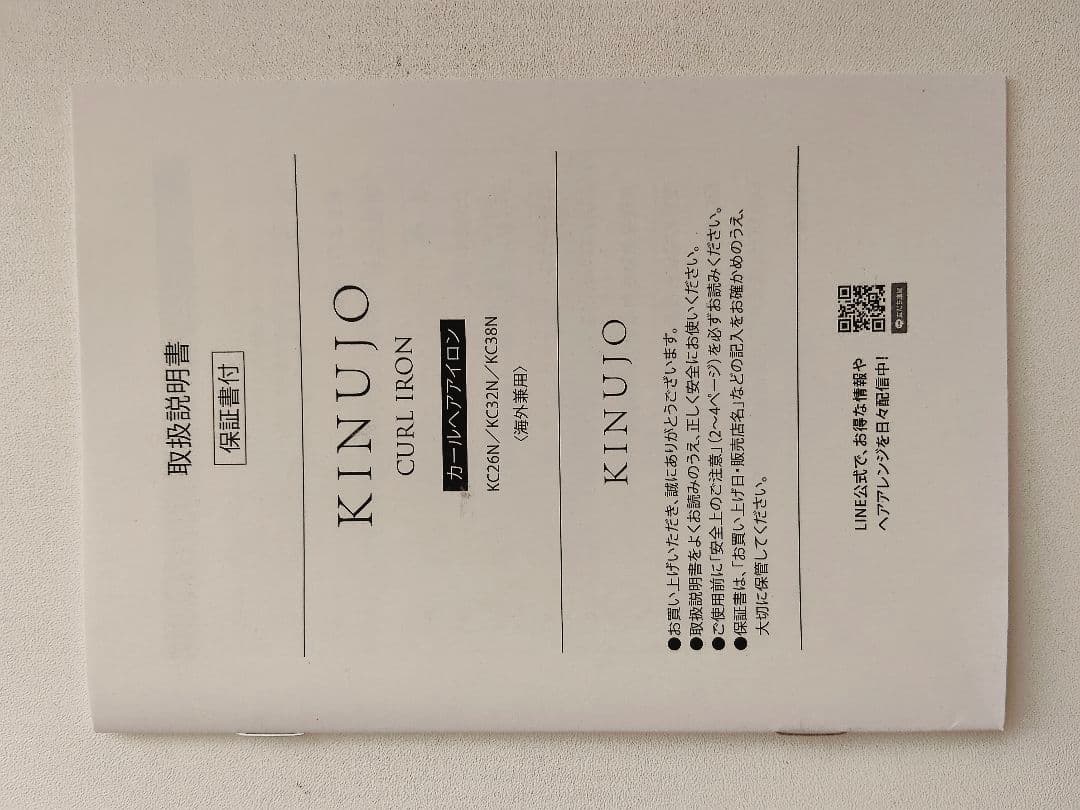 取扱説明書
保証書付
KINUJO
CURL IRON
カールヘアアイロン
KC26N／KC32N／KC38N
〈海外兼用〉
KINUJO
●お買い上げいただき、誠にありがとうございます。
●取扱説明書をよくお読みのうえ、正しく安全にお使いください。
●ご使用前に「安全上のご注意」(2〜4ページ)を必ずお読みください。
●保証書は、「お買い上げ日・販売店名」などの記入をお確かめのうえ、
大切に保管してください。
LINE公式で、お得な情報や
ヘアアレンジを日々配信中！